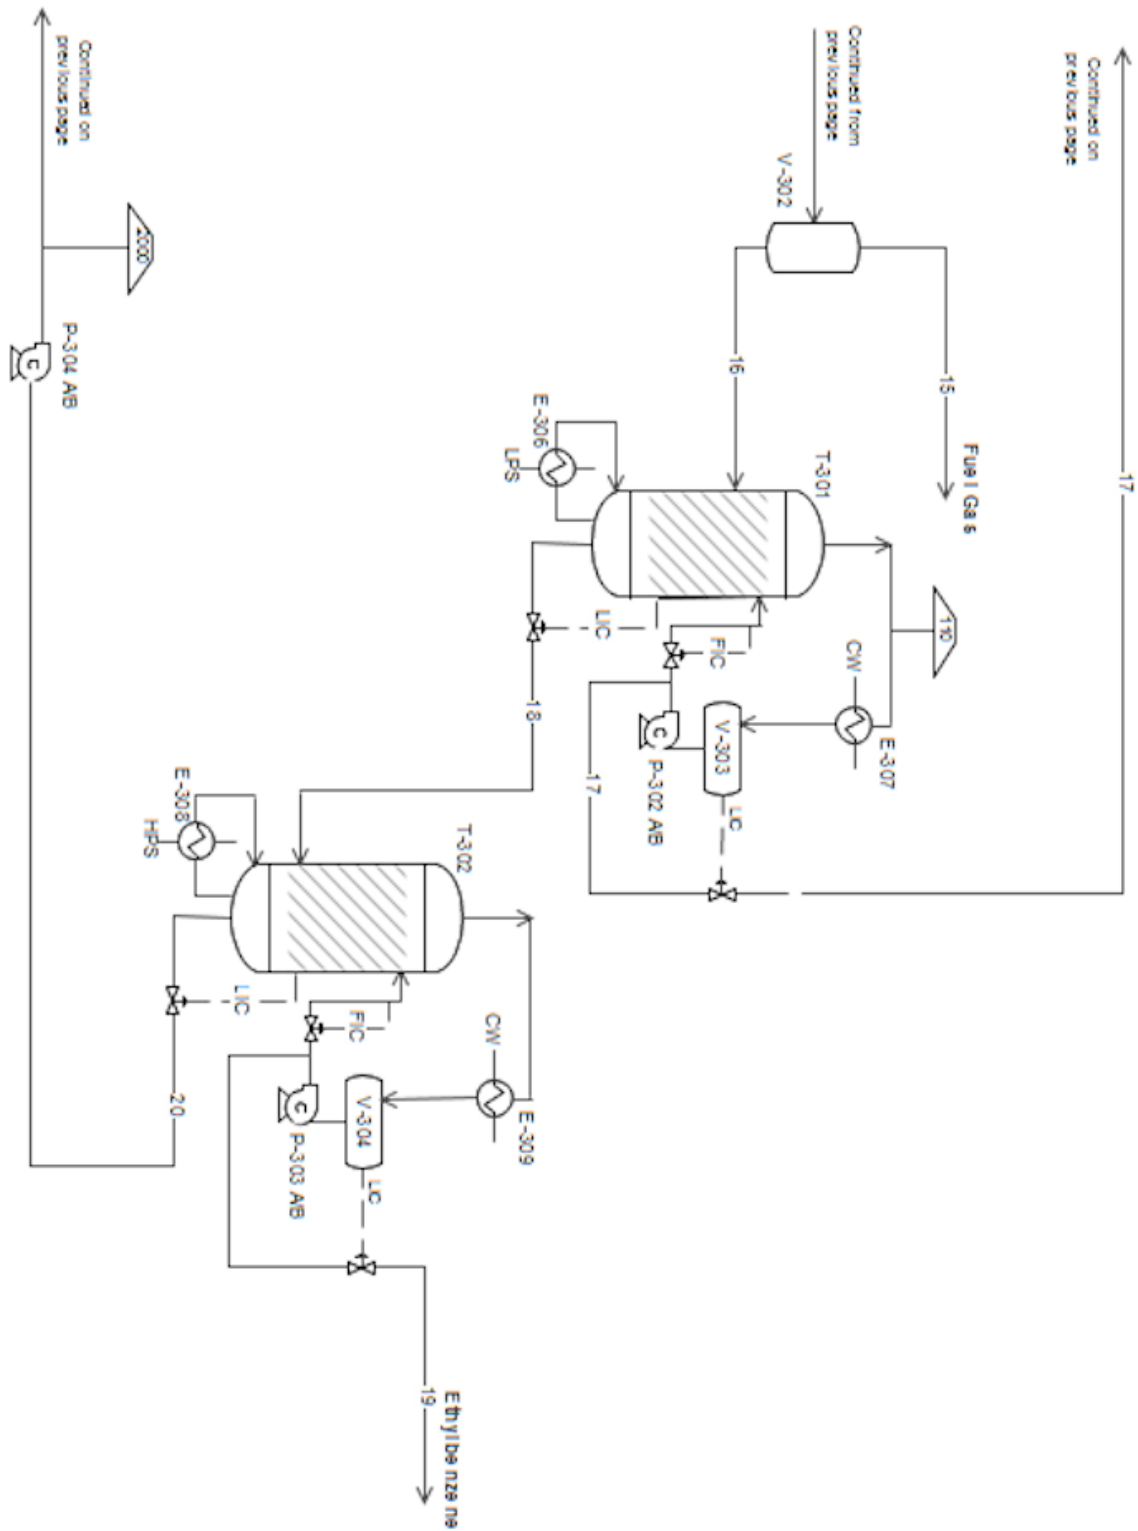 Continued on
previous page
17
Continued from
previous page
V-302
15
Fuel Gas
16
T-301
110
E-306
LPS
CW
E-307
LIC
FIC
V-303
P-302 A/B
LIC
17
18
T-302
E-308
HPS
CW
E-309
LIC
FIC
V-304
C
P-303 A/B
LIC
C
19
Ethylbenzene
20
Continued on
previous page
2000
C
P-304 A/B